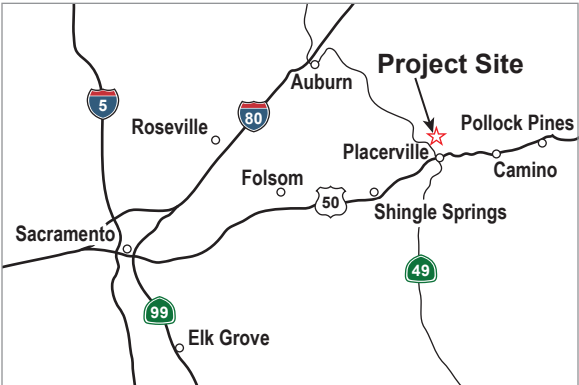 Auburn
Project Site
5
80
Roseville
Pollock Pines
Placerville
Camino
Folsom
50
Shingle Springs
Sacramento
49
99
Elk Grove